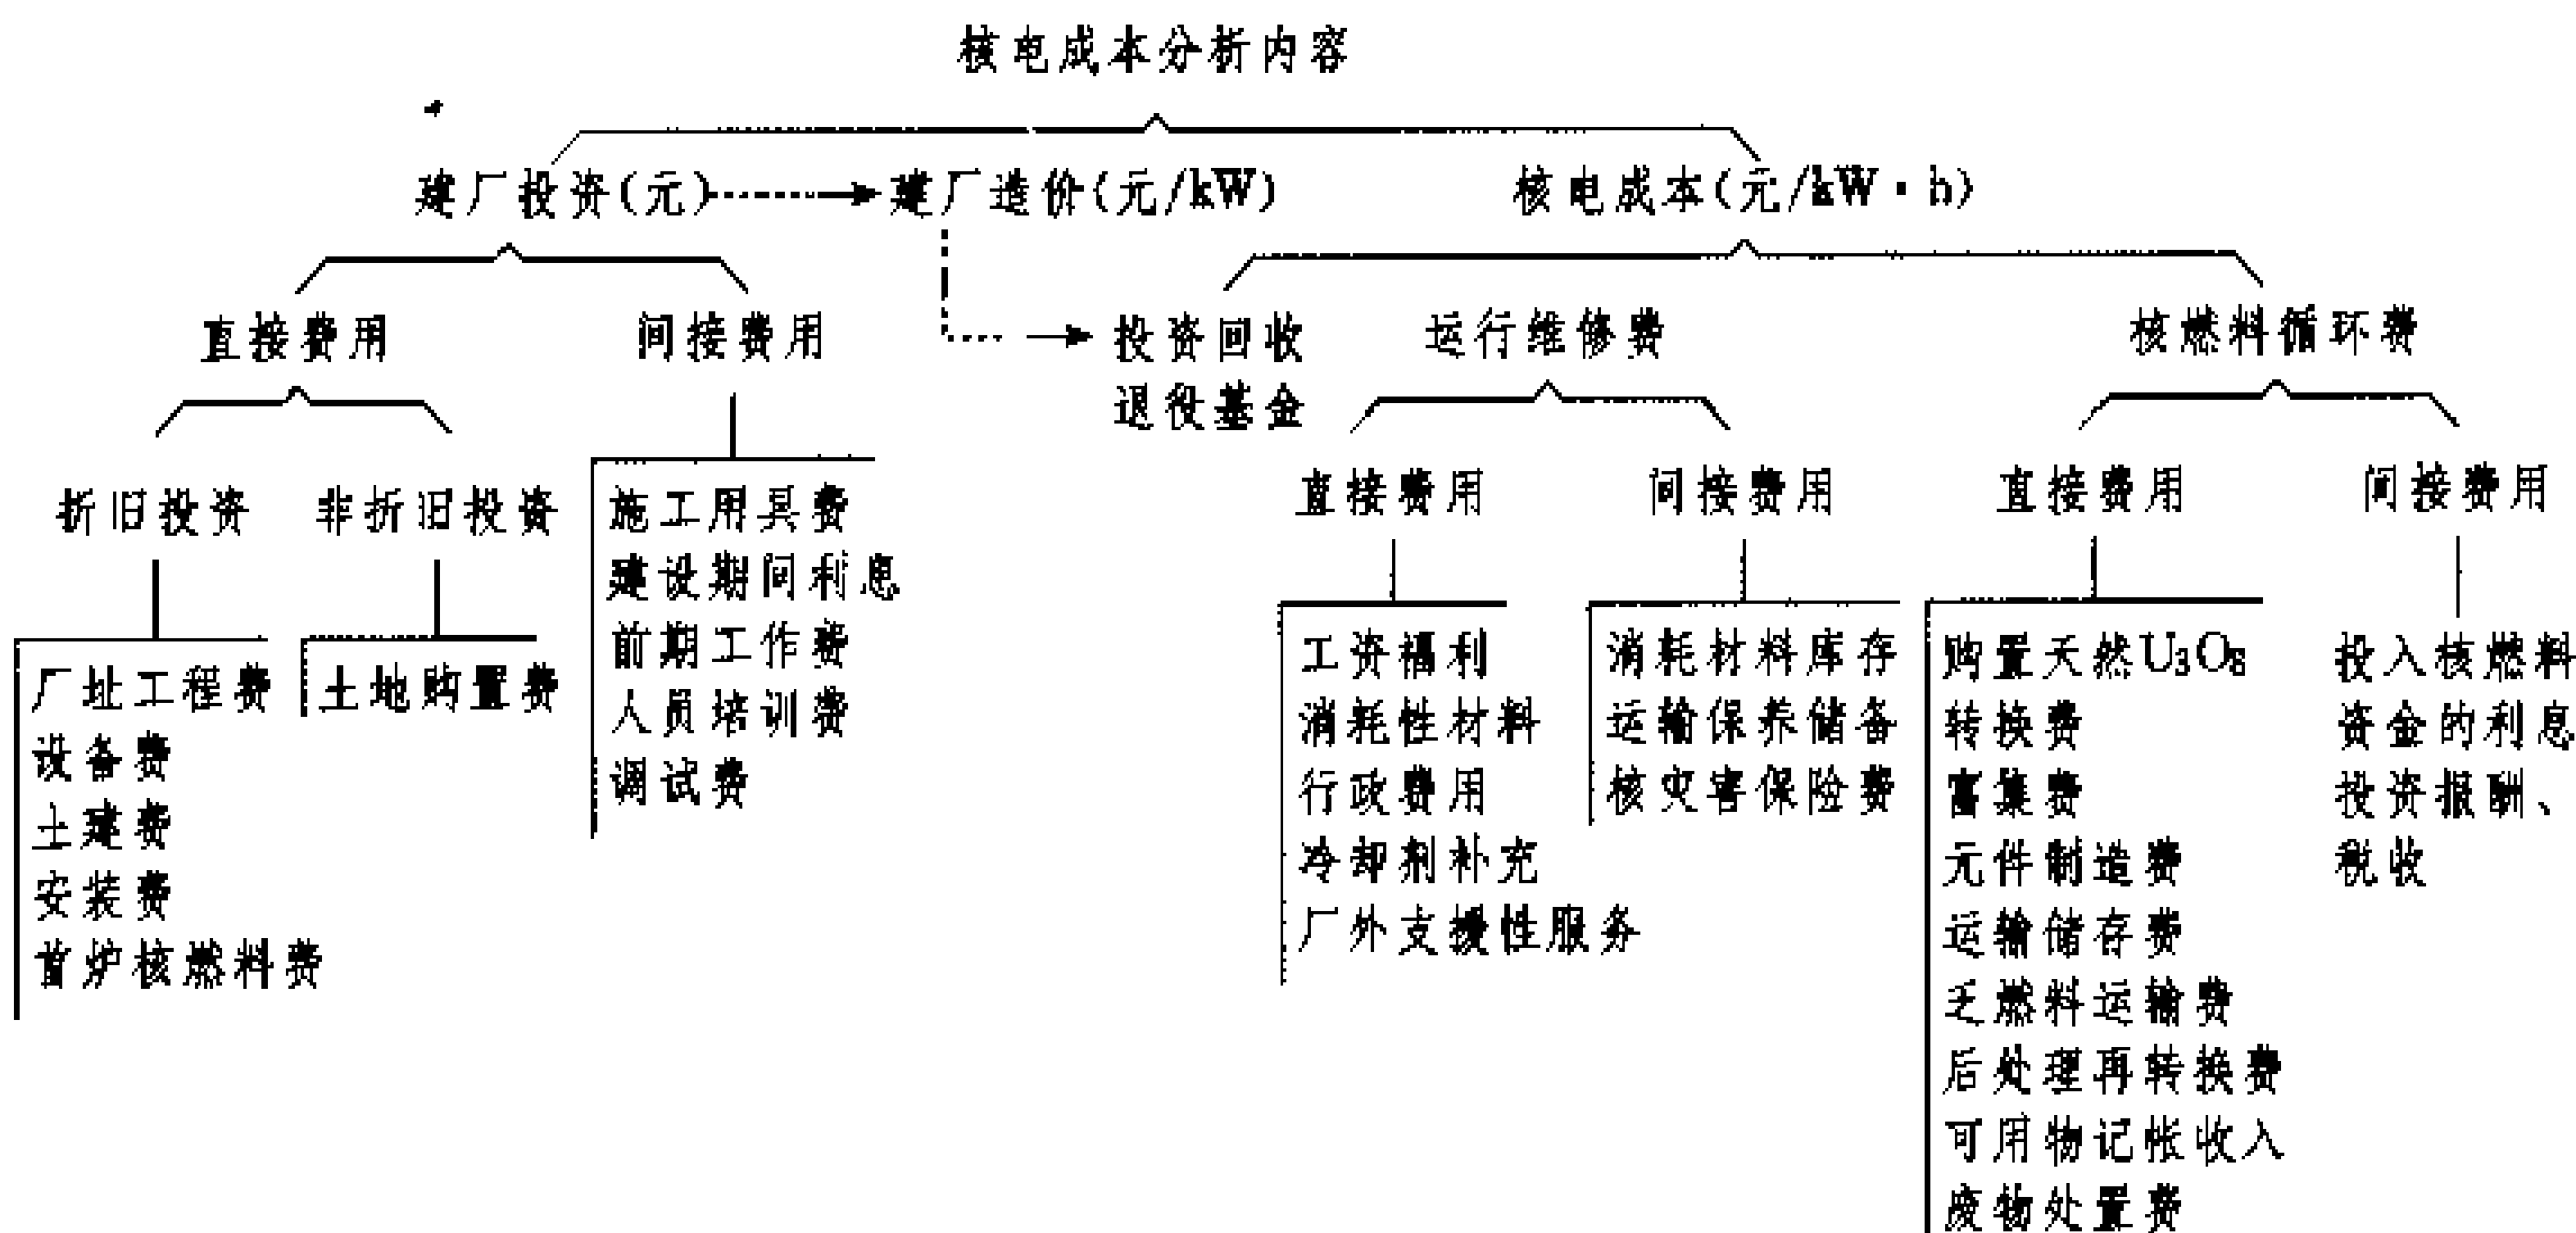 核电成本分析内容
建厂投资(元) 建厂造价(元/kW) 核电成本(元/kW·h)
直接费用 间接费用 投资回收 运行维修费 核燃料循环费
退役基金
折旧投资 非折旧投资
厂址工程费
设备费
土建费
安装费
首炉核燃料费
土地购置费
施工用具费
建设期间利息
前期工作费
人员培训费
调试费
直接费用 间接费用 直接费用 间接费用
工资福利
消耗性材料
行政费用
冷却剂补充
厂外支援性服务
消耗材料库存
运输保养储备
核灾害保险费
购置天然U₃O₈
转换费
富集费
元件制造费
运输储存费
乏燃料运输费
后处理再转换费
可用物记帐收入
废物处置费
投入核燃料
资金的利息
投资报酬、
税收